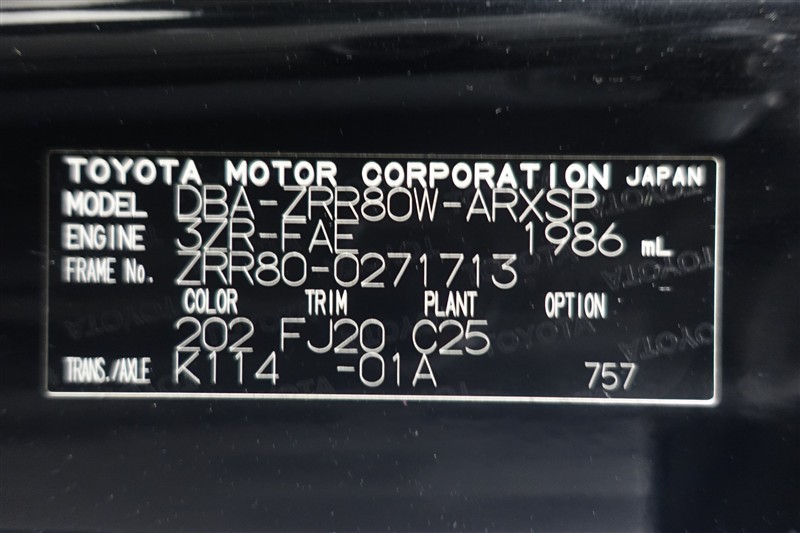 TOYOTA MOTOR CORPORATION JAPAN
MODEL DBA-ZRR80W-ARXSP
ENGINE 3ZR-FAE 1986 mL
FRAME No. ZRR80-0271713
COLOR TRIM PLANT OPTION
202 FJ20 C25
TRANS./AXLE K114 -01A 757